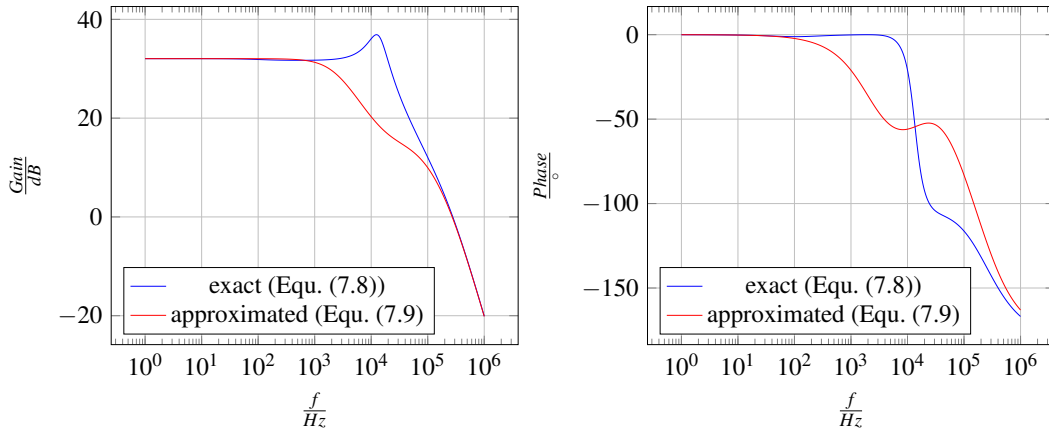 40
20
0
−20
Gain
dB
exact (Equ. (7.8))
approximated (Equ. (7.9)
10^0 10^1 10^2 10^3 10^4 10^5 10^6
f
Hz
0
−50
−100
−150
Phase
°
exact (Equ. (7.8))
approximated (Equ. (7.9)
10^0 10^1 10^2 10^3 10^4 10^5 10^6
f
Hz